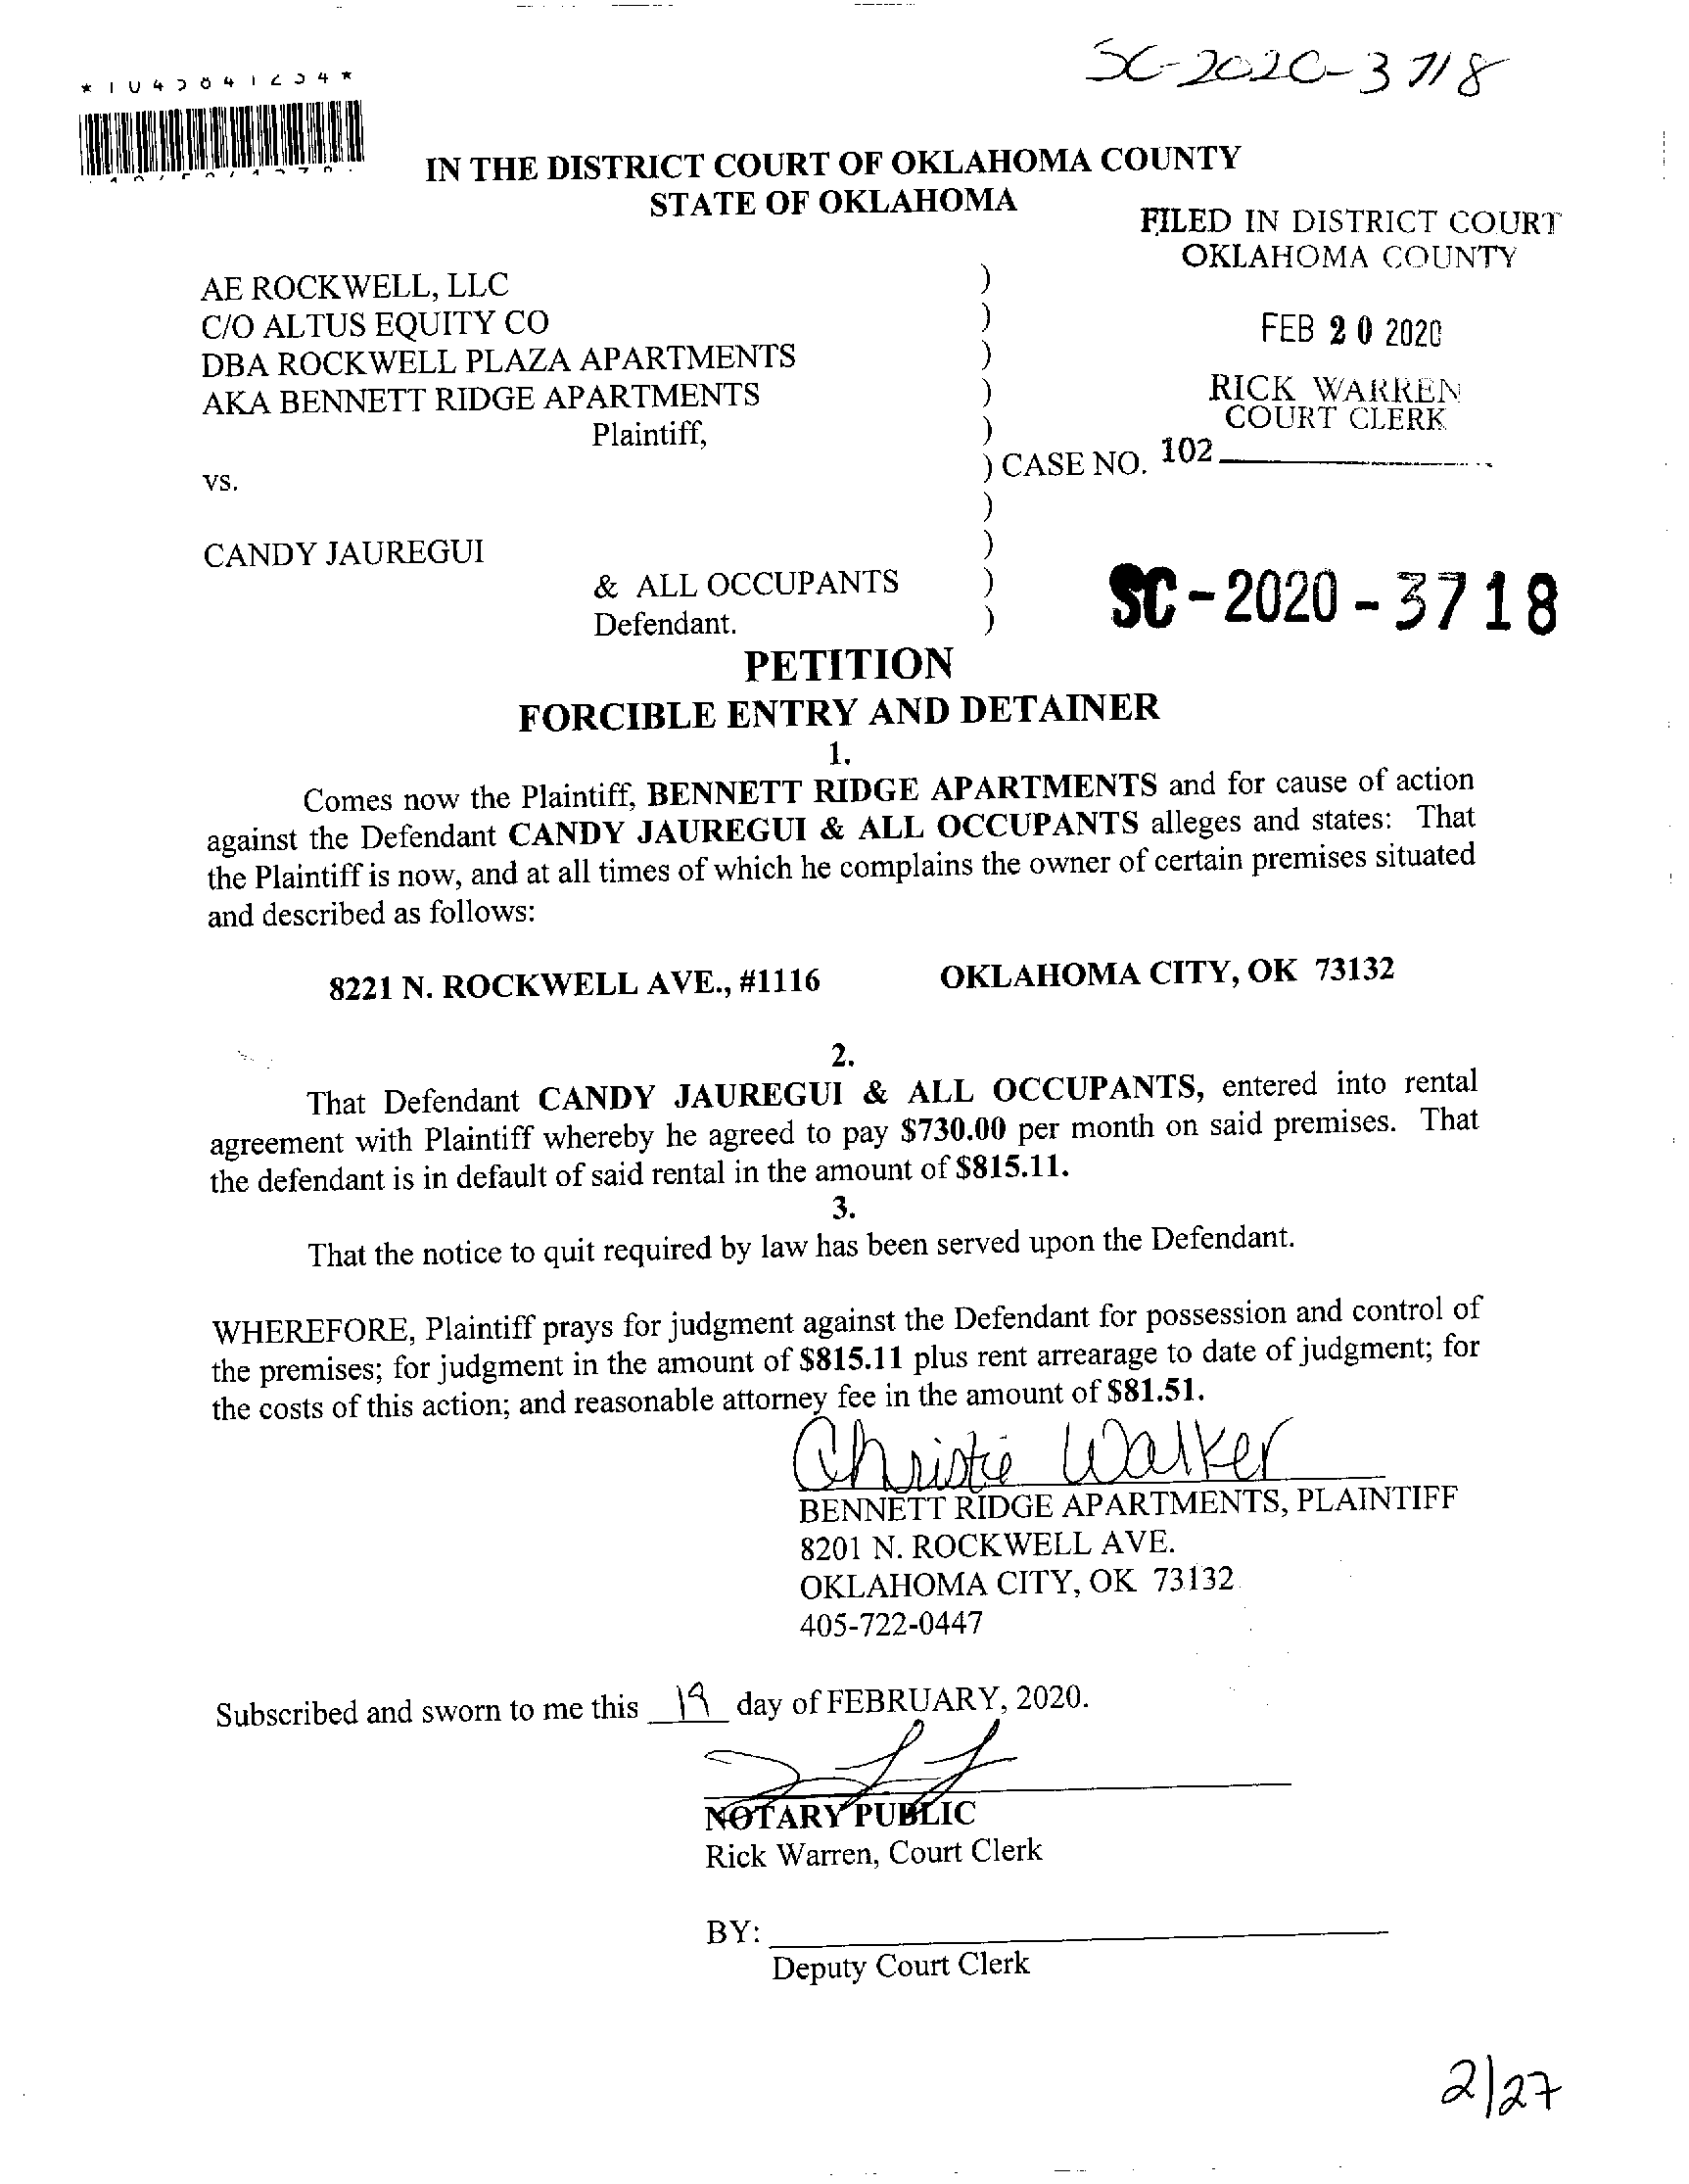 SC-2020-3718
IN THE DISTRICT COURT OF OKLAHOMA COUNTY
STATE OF OKLAHOMA
FILED IN DISTRICT COURT
OKLAHOMA COUNTY
FEB 20 2020
RICK WARREN
COURT CLERK
102
AE ROCKWELL, LLC )
C/O ALTUS EQUITY CO )
DBA ROCKWELL PLAZA APARTMENTS )
AKA BENNETT RIDGE APARTMENTS )
Plaintiff, )
) CASE NO.
vs.
)
CANDY JAUREGUI )
& ALL OCCUPANTS )
Defendant. )
SC-2020-3718
PETITION
FORCIBLE ENTRY AND DETAINER
1.
Comes now the Plaintiff, BENNETT RIDGE APARTMENTS and for cause of action
against the Defendant CANDY JAUREGUI & ALL OCCUPANTS alleges and states: That
the Plaintiff is now, and at all times of which he complains the owner of certain premises situated
and described as follows:
8221 N. ROCKWELL AVE., #1116 OKLAHOMA CITY, OK 73132
2.
That Defendant CANDY JAUREGUI & ALL OCCUPANTS, entered into rental
agreement with Plaintiff whereby he agreed to pay $730.00 per month on said premises. That
the defendant is in default of said rental in the amount of $815.11.
3.
That the notice to quit required by law has been served upon the Defendant.
WHEREFORE, Plaintiff prays for judgment against the Defendant for possession and control of
the premises; for judgment in the amount of $815.11 plus rent arrearage to date of judgment; for
the costs of this action; and reasonable attorney fee in the amount of $81.51.
Christie Walker
BENNETT RIDGE APARTMENTS, PLAINTIFF
8201 N. ROCKWELL AVE.
OKLAHOMA CITY, OK 73132
405-722-0447
Subscribed and sworn to me this 19 day of FEBRUARY, 2020.
NOTARY PUBLIC
Rick Warren, Court Clerk
BY:
Deputy Court Clerk
2/27